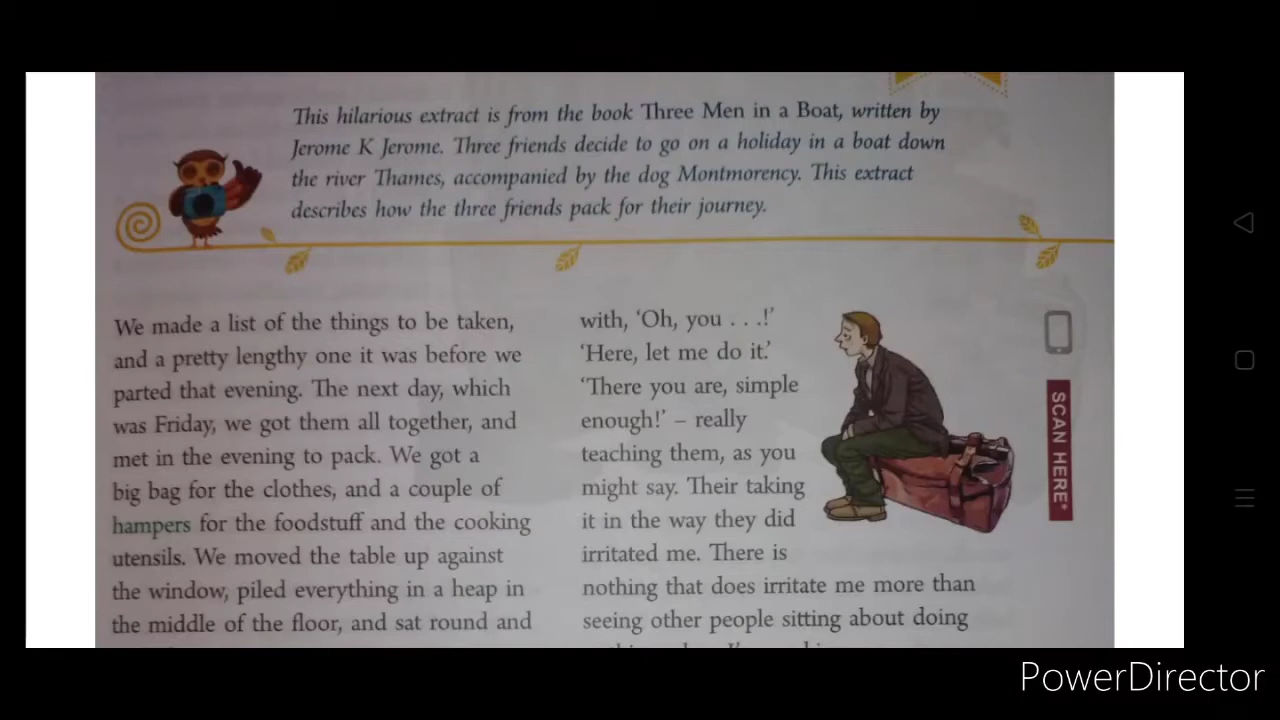 This hilarious extract is from the book Three Men in a Boat, written by
Jerome K Jerome. Three friends decide to go on a holiday in a boat down
the river Thames, accompanied by the dog Montmorency. This extract
describes how the three friends pack for their journey.
We made a list of the things to be taken,
and a pretty lengthy one it was before we
parted that evening. The next day, which
was Friday, we got them all together, and
met in the evening to pack. We got a
big bag for the clothes, and a couple of
hampers for the foodstuff and the cooking
utensils. We moved the table up against
the window, piled everything in a heap in
the middle of the floor, and sat round and
with, ‘Oh, you . . .!’
‘Here, let me do it.’
‘There you are, simple
enough!’ – really
teaching them, as you
might say. Their taking
it in the way they did
irritated me. There is
nothing that does irritate me more than
seeing other people sitting about doing
SCAN HERE*
PowerDirector